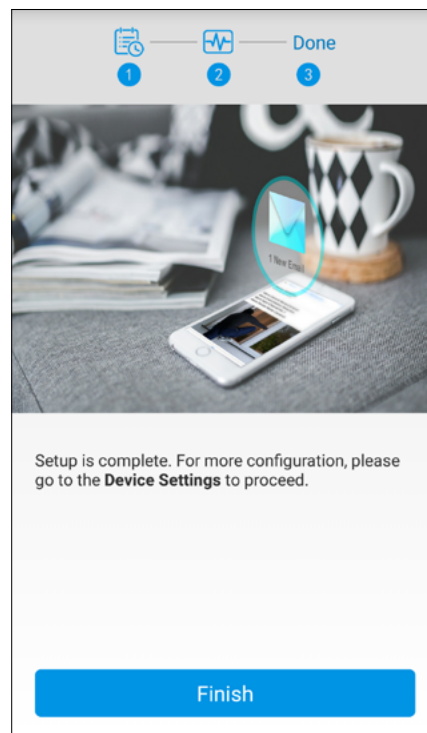 Done
1
2
3
1 New Email
Setup is complete. For more configuration, please
go to the Device Settings to proceed.
Finish